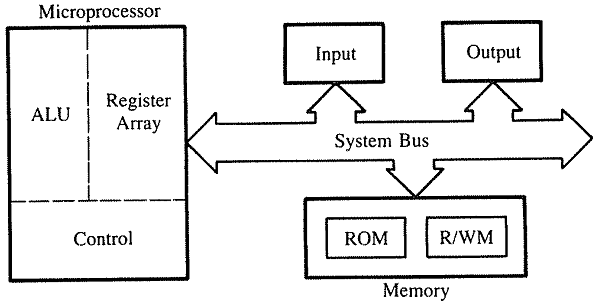 Microprocessor
ALU
Register
Array
Control
Input
Output
System Bus
ROM
R/WM
Memory